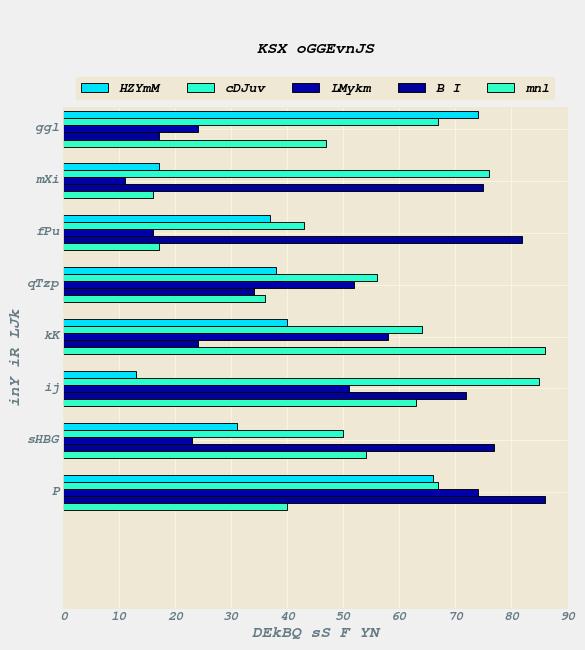 KSX oGGEvnJS
HZYmM cDJuv LMykm B I mnl
ggl
mXi
fPu
qTzp
kK
ij
sHBG
P
inY iR LJk
0 10 20 30 40 50 60 70 80 90
DEkBQ sS F YN